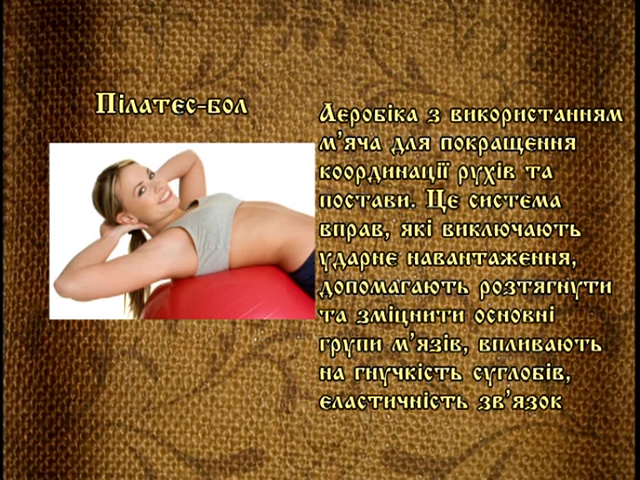 Пілатес-бол
Аеробіка з використанням
м'яча для покращення
координації рухів та
постави. Це система
вправ, які виключають
ударне навантаження,
допомагають розтягнути
та зміцнити основні
групи м'язів, впливають
на гнучкість суглобів,
еластичність зв'язок